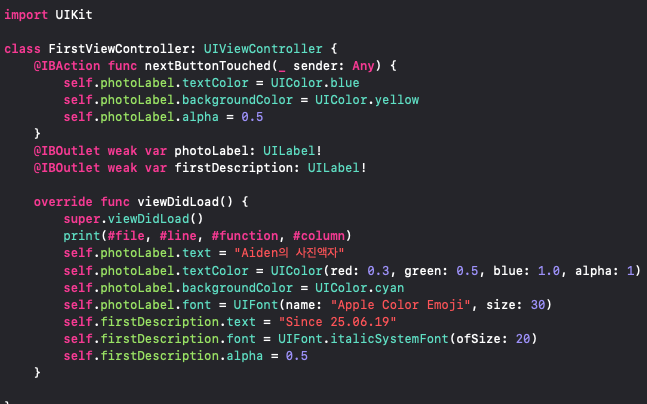 import UIKit
class FirstViewController: UIViewController {
@IBAction func nextButtonTouched(_ sender: Any) {
self.photoLabel.textColor = UIColor.blue
self.photoLabel.backgroundColor = UIColor.yellow
self.photoLabel.alpha = 0.5
}
@IBOutlet weak var photoLabel: UILabel!
@IBOutlet weak var firstDescription: UILabel!
override func viewDidLoad() {
super.viewDidLoad()
print(#file, #line, #function, #column)
self.photoLabel.text = "Aiden의 사진액자"
self.photoLabel.textColor = UIColor(red: 0.3, green: 0.5, blue: 1.0, alpha: 1)
self.photoLabel.backgroundColor = UIColor.cyan
self.photoLabel.font = UIFont(name: "Apple Color Emoji", size: 30)
self.firstDescription.text = "Since 25.06.19"
self.firstDescription.font = UIFont.italicSystemFont(ofSize: 20)
self.firstDescription.alpha = 0.5
}
}